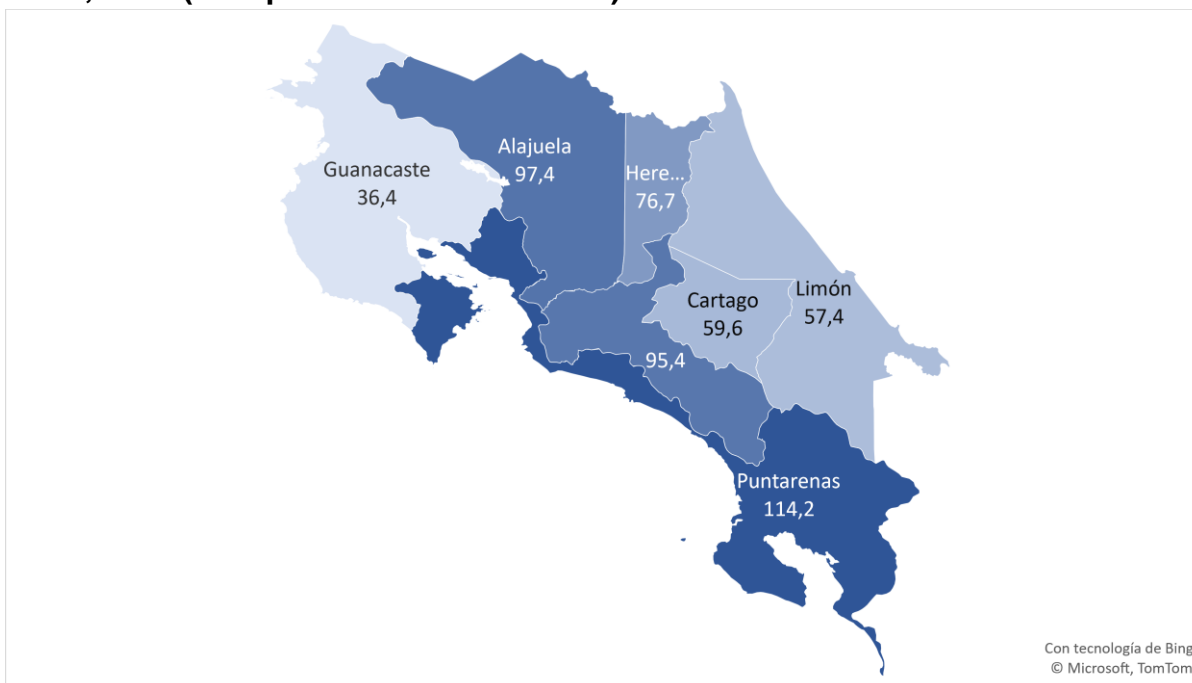 Alajuela
97,4
Guanacaste
36,4
Here...
76,7
Limón
57,4
Cartago
59,6
95,4
Puntarenas
114,2
Con tecnología de Bing
© Microsoft, TomTom